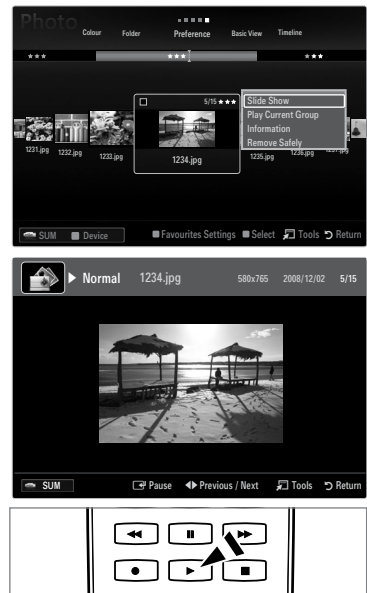 Photo
Colour Folder Preference Basic View Timeline
★★★ ★★★ ★★★
5/15 ★★★
Slide Show
Play Current Group
Information
Remove Safely
1231.jpg 1232.jpg 1233.jpg 1234.jpg 1235.jpg 1236.jpg
SUM Device Favourites Settings Select Tools Return
Normal 1234.jpg 580x765 2008/12/02 5/15
SUM Pause Previous / Next Tools Return